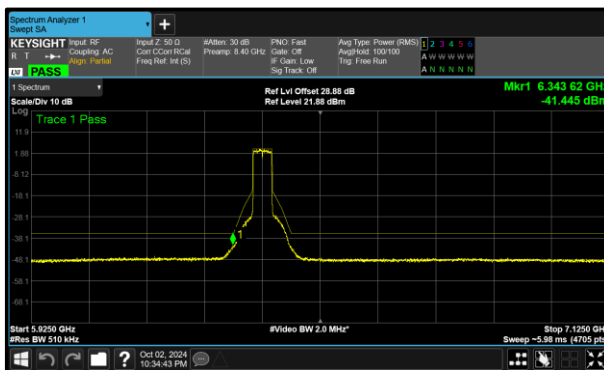 Spectrum Analyzer 1
Swept SA
+
KEYSIGHT Input: RF Input Z: 50 Ω #Atten: 30 dB PNO: Fast Avg Type: Power (RMS) 1 2 3 4 5 6
R T Coupling: AC Corr CCorr RCal Preamp: 8.40 GHz Gate: Off Avg|Hold: 100/100 A W W W W W
Align: Partial Freq Ref: Int (S) IF Gain: Low Trig: Free Run
LXI PASS Sig Track: Off A N N N N N
1 Spectrum Ref Lvl Offset 28.88 dB Mkr1 6.343 62 GHz
Scale/Div 10 dB Ref Level 21.88 dBm -41.445 dBm
Log
Trace 1 Pass
11.9
1.88
-8.12
-18.1
-28.1
1
-38.1
-48.1
-58.1
-68.1
Start 5.9250 GHz #Video BW 2.0 MHz* Stop 7.1250 GHz
#Res BW 510 kHz Sweep ~5.98 ms (4705 pts)
? Oct 02, 2024
10:34:43 PM